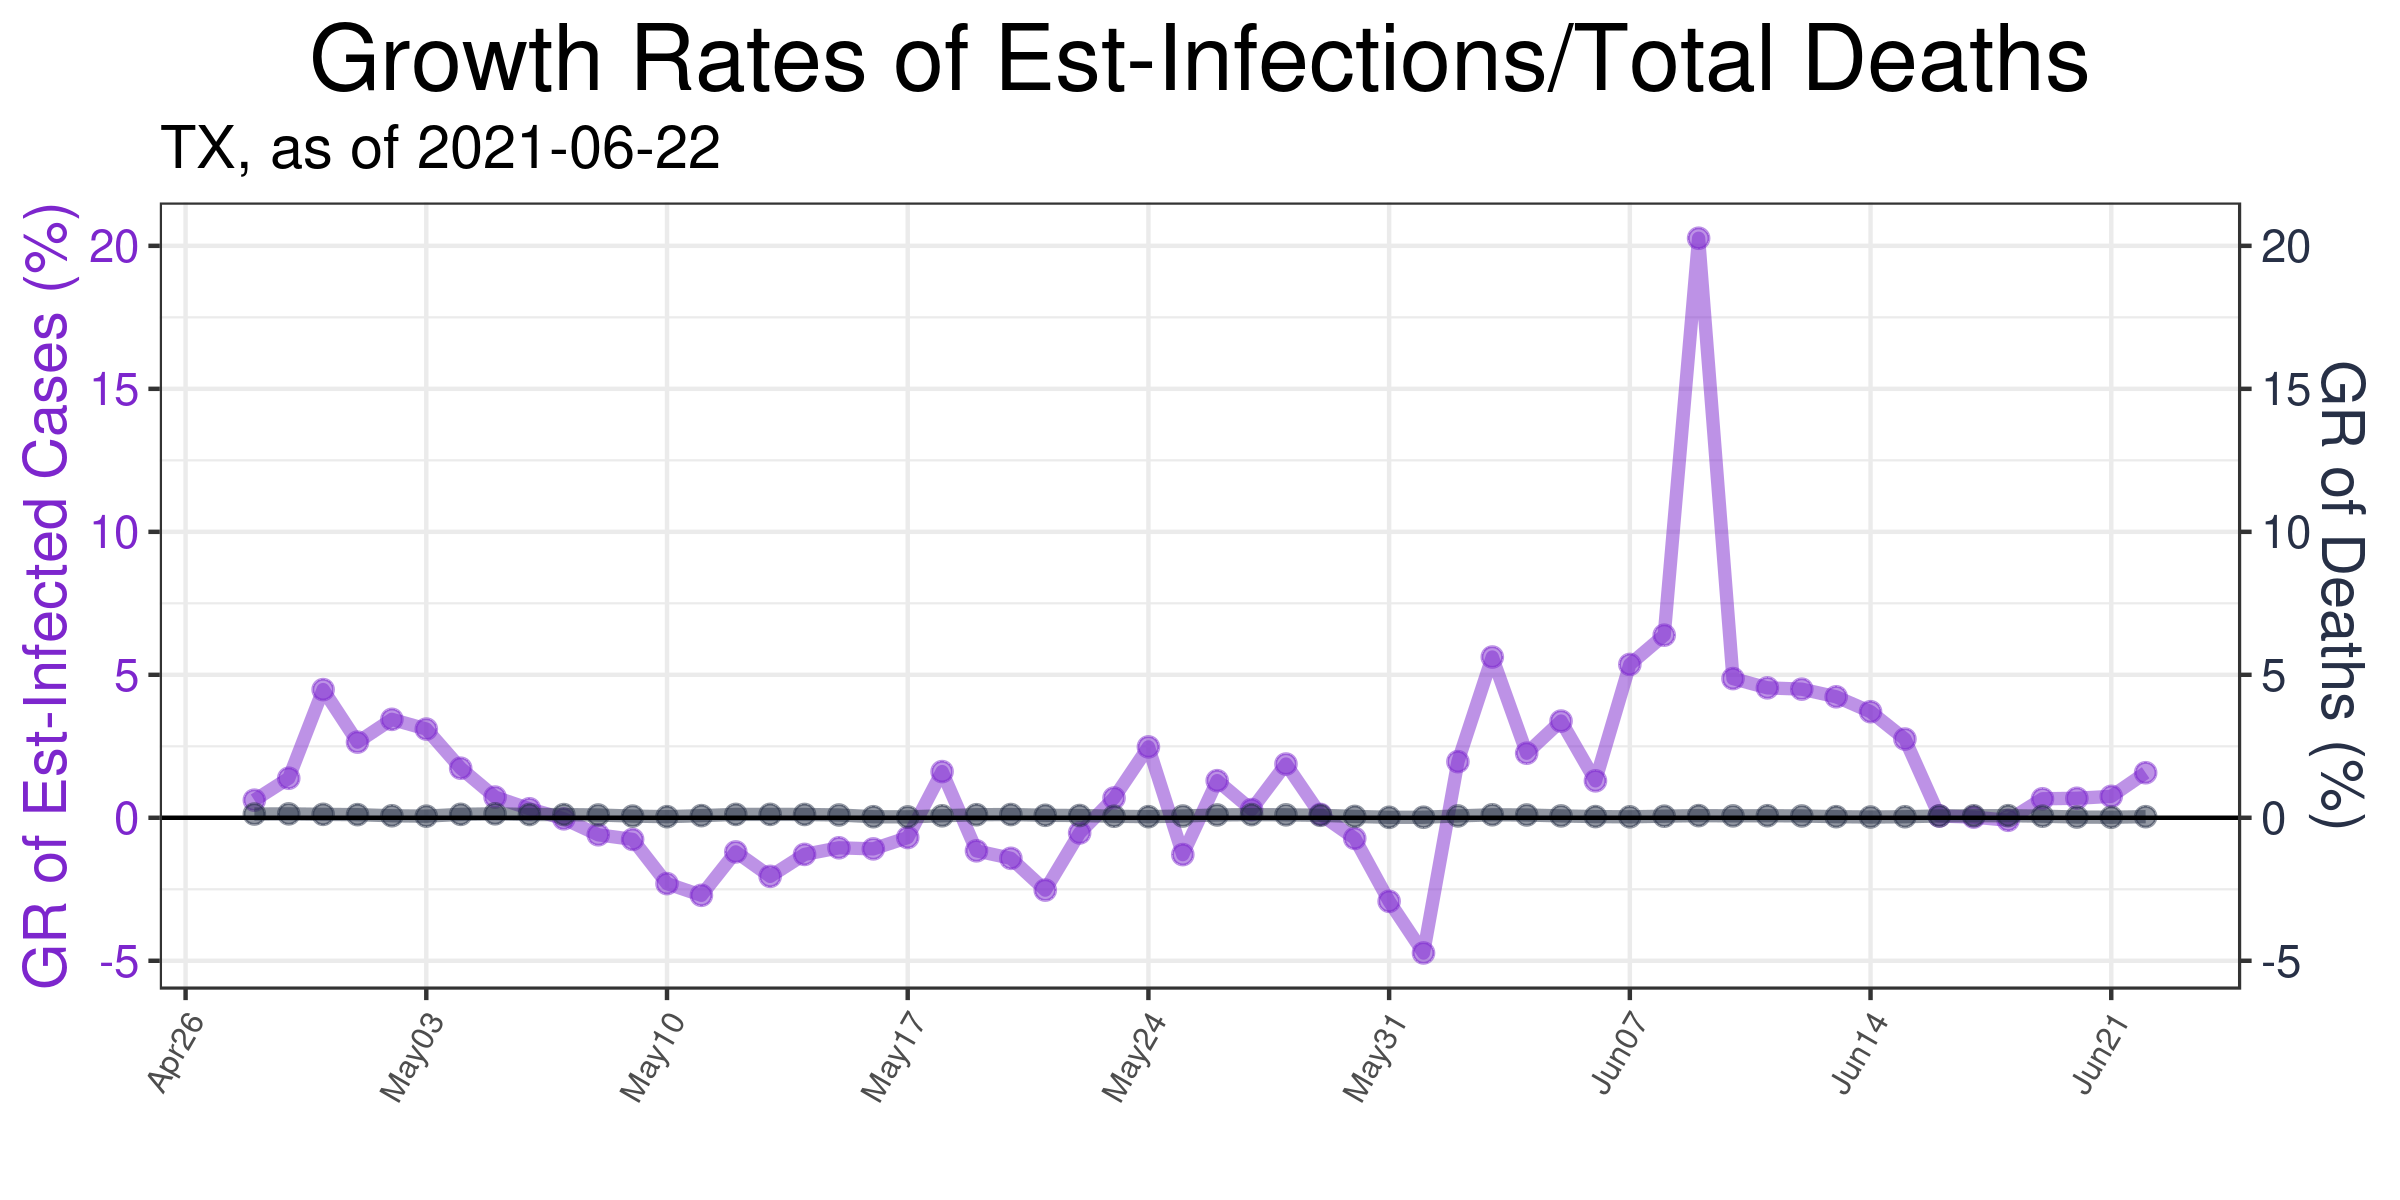 Growth Rates of Est-Infections/Total Deaths
TX, as of 2021-06-22
GR of Est-Infected Cases (%)
20
15
10
5
0
-5
20
15
10
5
0
-5
GR of Deaths (%)
Apr26
May03
May10
May17
May24
May31
Jun07
Jun14
Jun21